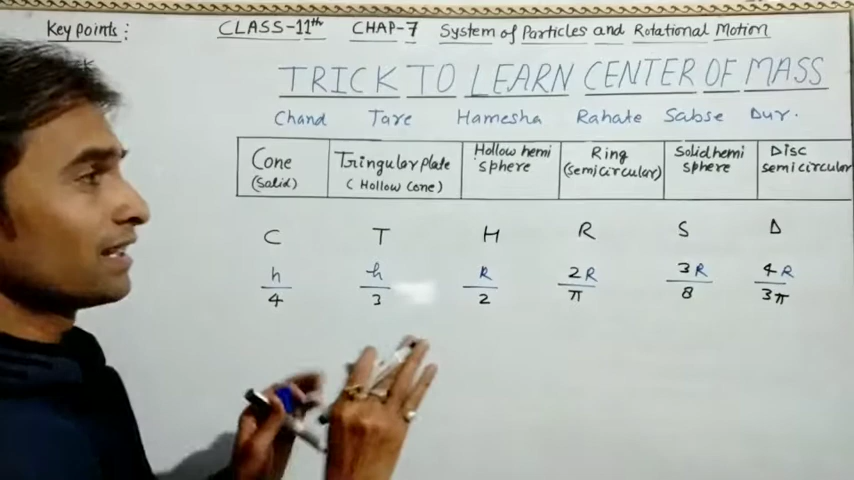 Key points :
CLASS-11th CHAP-7 System of Particles and Rotational Motion
*
TRICK TO LEARN CENTER OF MASS
Chand Tare Hamesha Rahate Sabse Dur.
Cone (Solid)
Tringular plate (Hollow Cone)
Hollow hemi sphere
Ring (semicircular)
Solid hemi sphere
Disc semicircular
C T H R S D
h/4 h/3 R/2 2R/π 3R/8 4R/3π